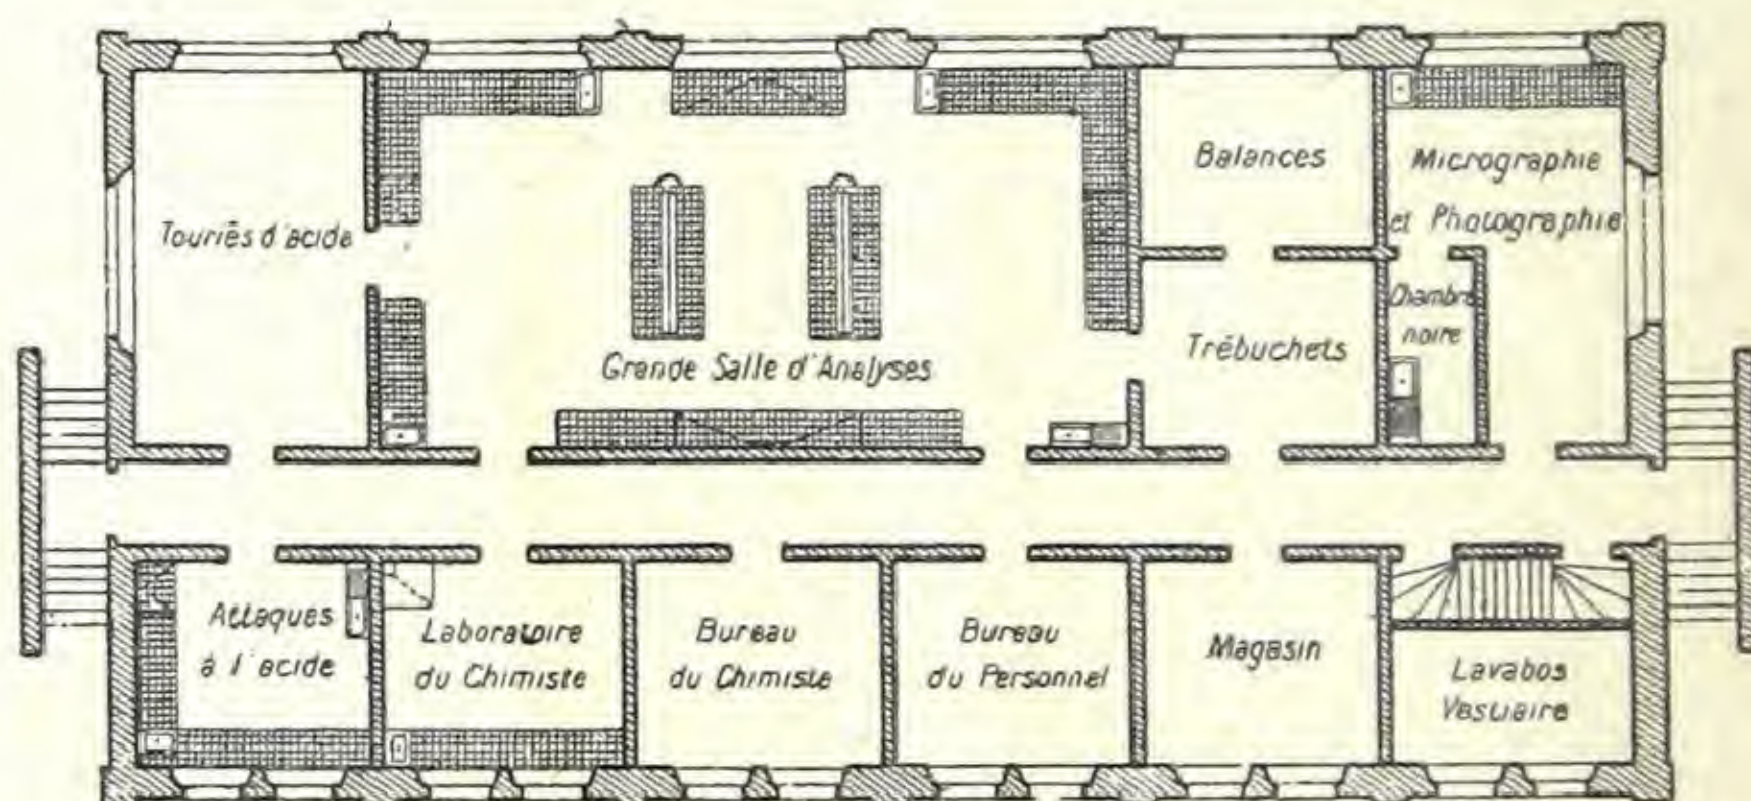 Touriês d'acide
Grande Salle d'Analyses
Balances
Trébuchets
Micrographie
et Photographie
Chambre
noire
Attaques
à l'acide
Laboratoire
du Chimiste
Bureau
du Chimiste
Bureau
du Personnel
Magasin
Lavabos
Vestiaire